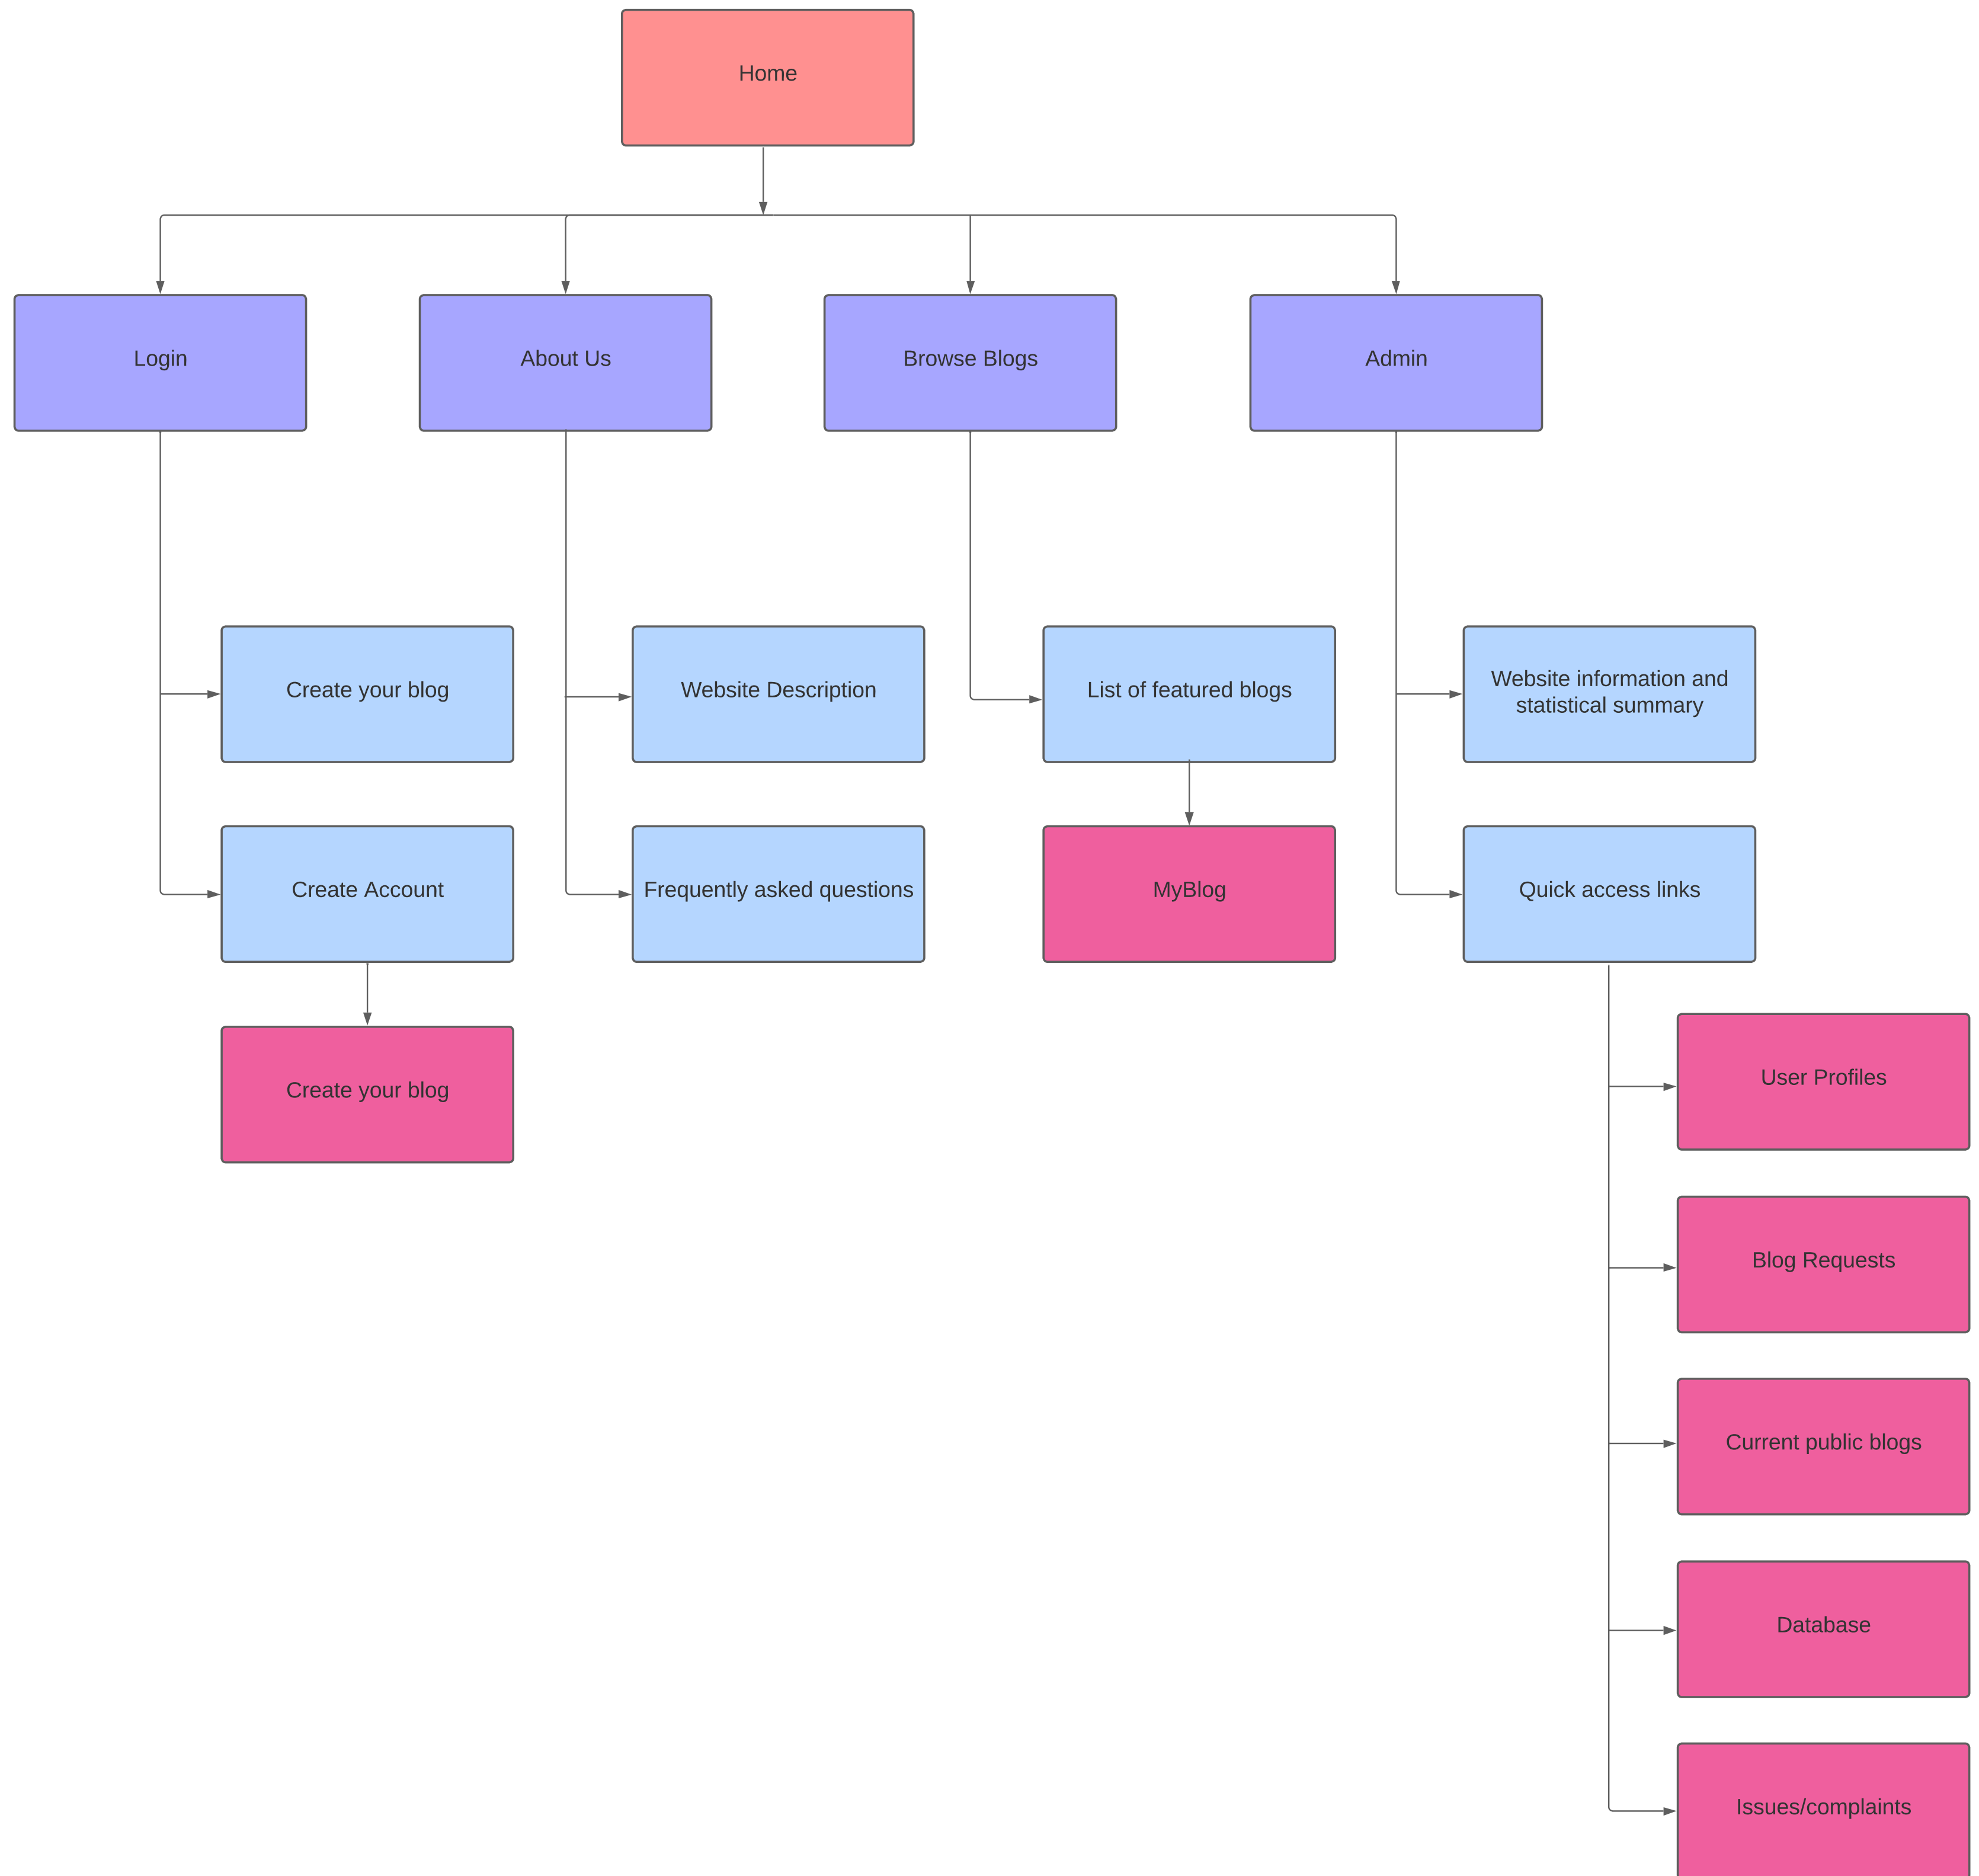 Home
Login
About Us
Browse Blogs
Admin
Create your blog
Website Description
List of featured blogs
Website information and
statistical summary
Create Account
Frequently asked questions
MyBlog
Quick access links
Create your blog
User Profiles
Blog Requests
Current public blogs
Database
Issues/complaints